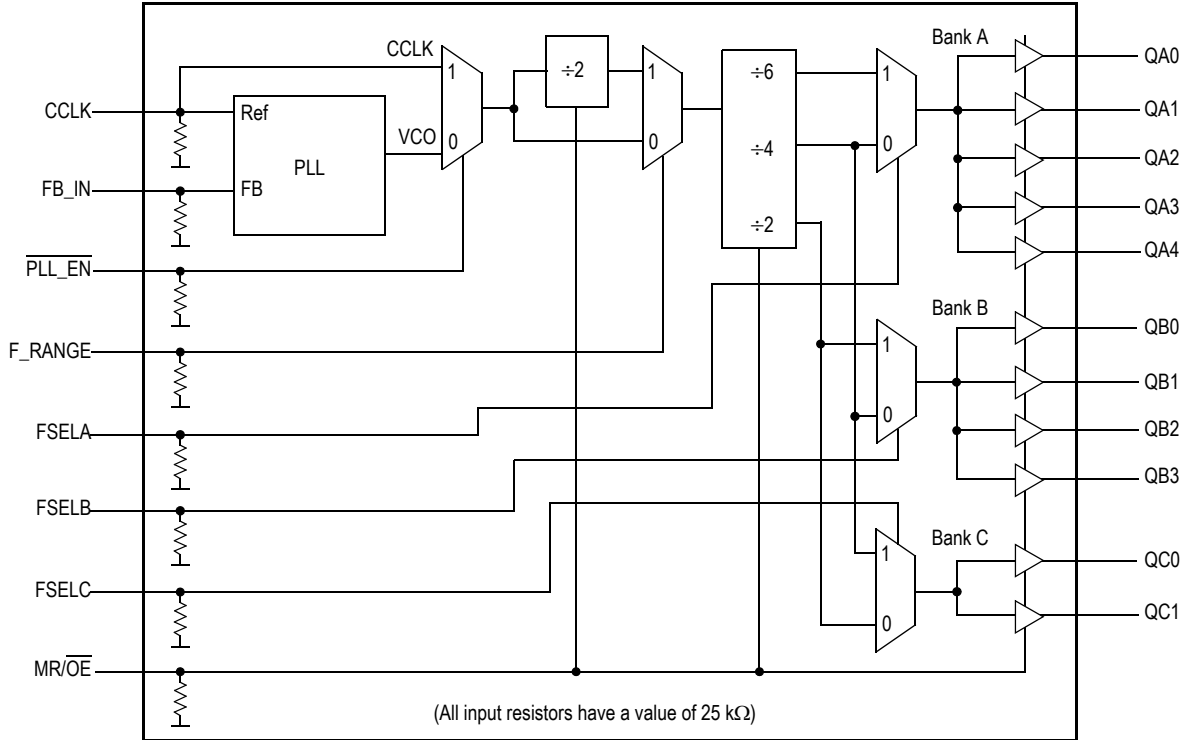 CCLK
FB_IN
PLL_EN
F_RANGE
FSELA
FSELB
FSELC
MR/OE
Ref
FB
PLL
CCLK
VCO
1
0
÷2
1
0
÷6
÷4
÷2
1
0
1
0
1
0
Bank A
Bank B
Bank C
QA0
QA1
QA2
QA3
QA4
QB0
QB1
QB2
QB3
QC0
QC1
(All input resistors have a value of 25 kΩ)